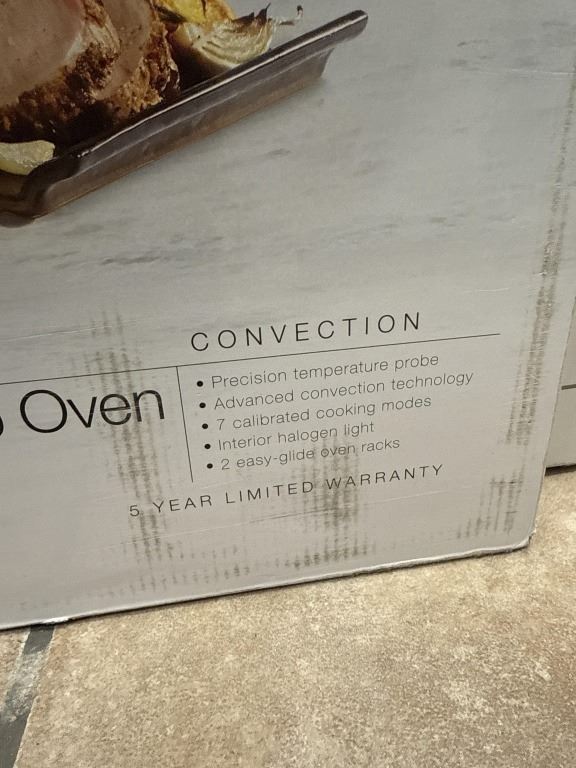 CONVECTION
Oven
• Precision temperature probe
• Advanced convection technology
• 7 calibrated cooking modes
• Interior halogen light
• 2 easy-glide oven racks
5 YEAR LIMITED WARRANTY